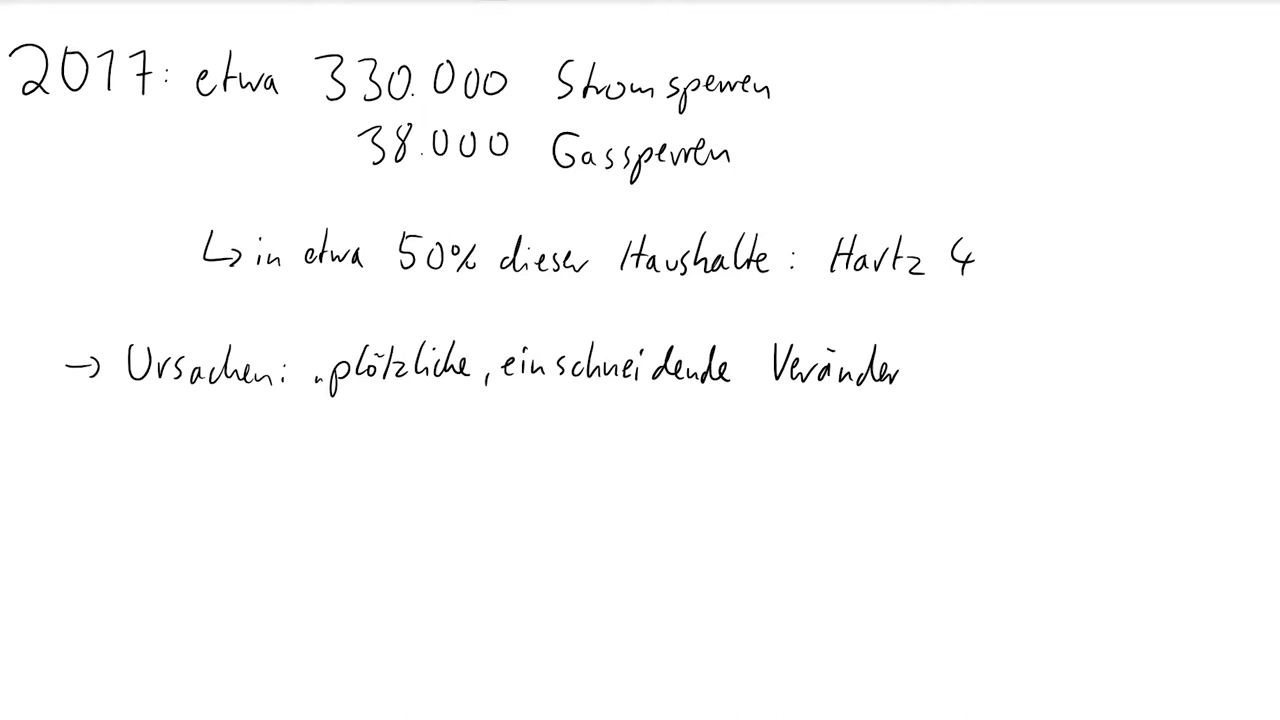 2017: etwa 330.000 Stromsperren
38.000 Gassperren
↳ in etwa 50% dieser Haushalte: Hartz 4
→ Ursachen: „plötzliche, einschneidende Veränder